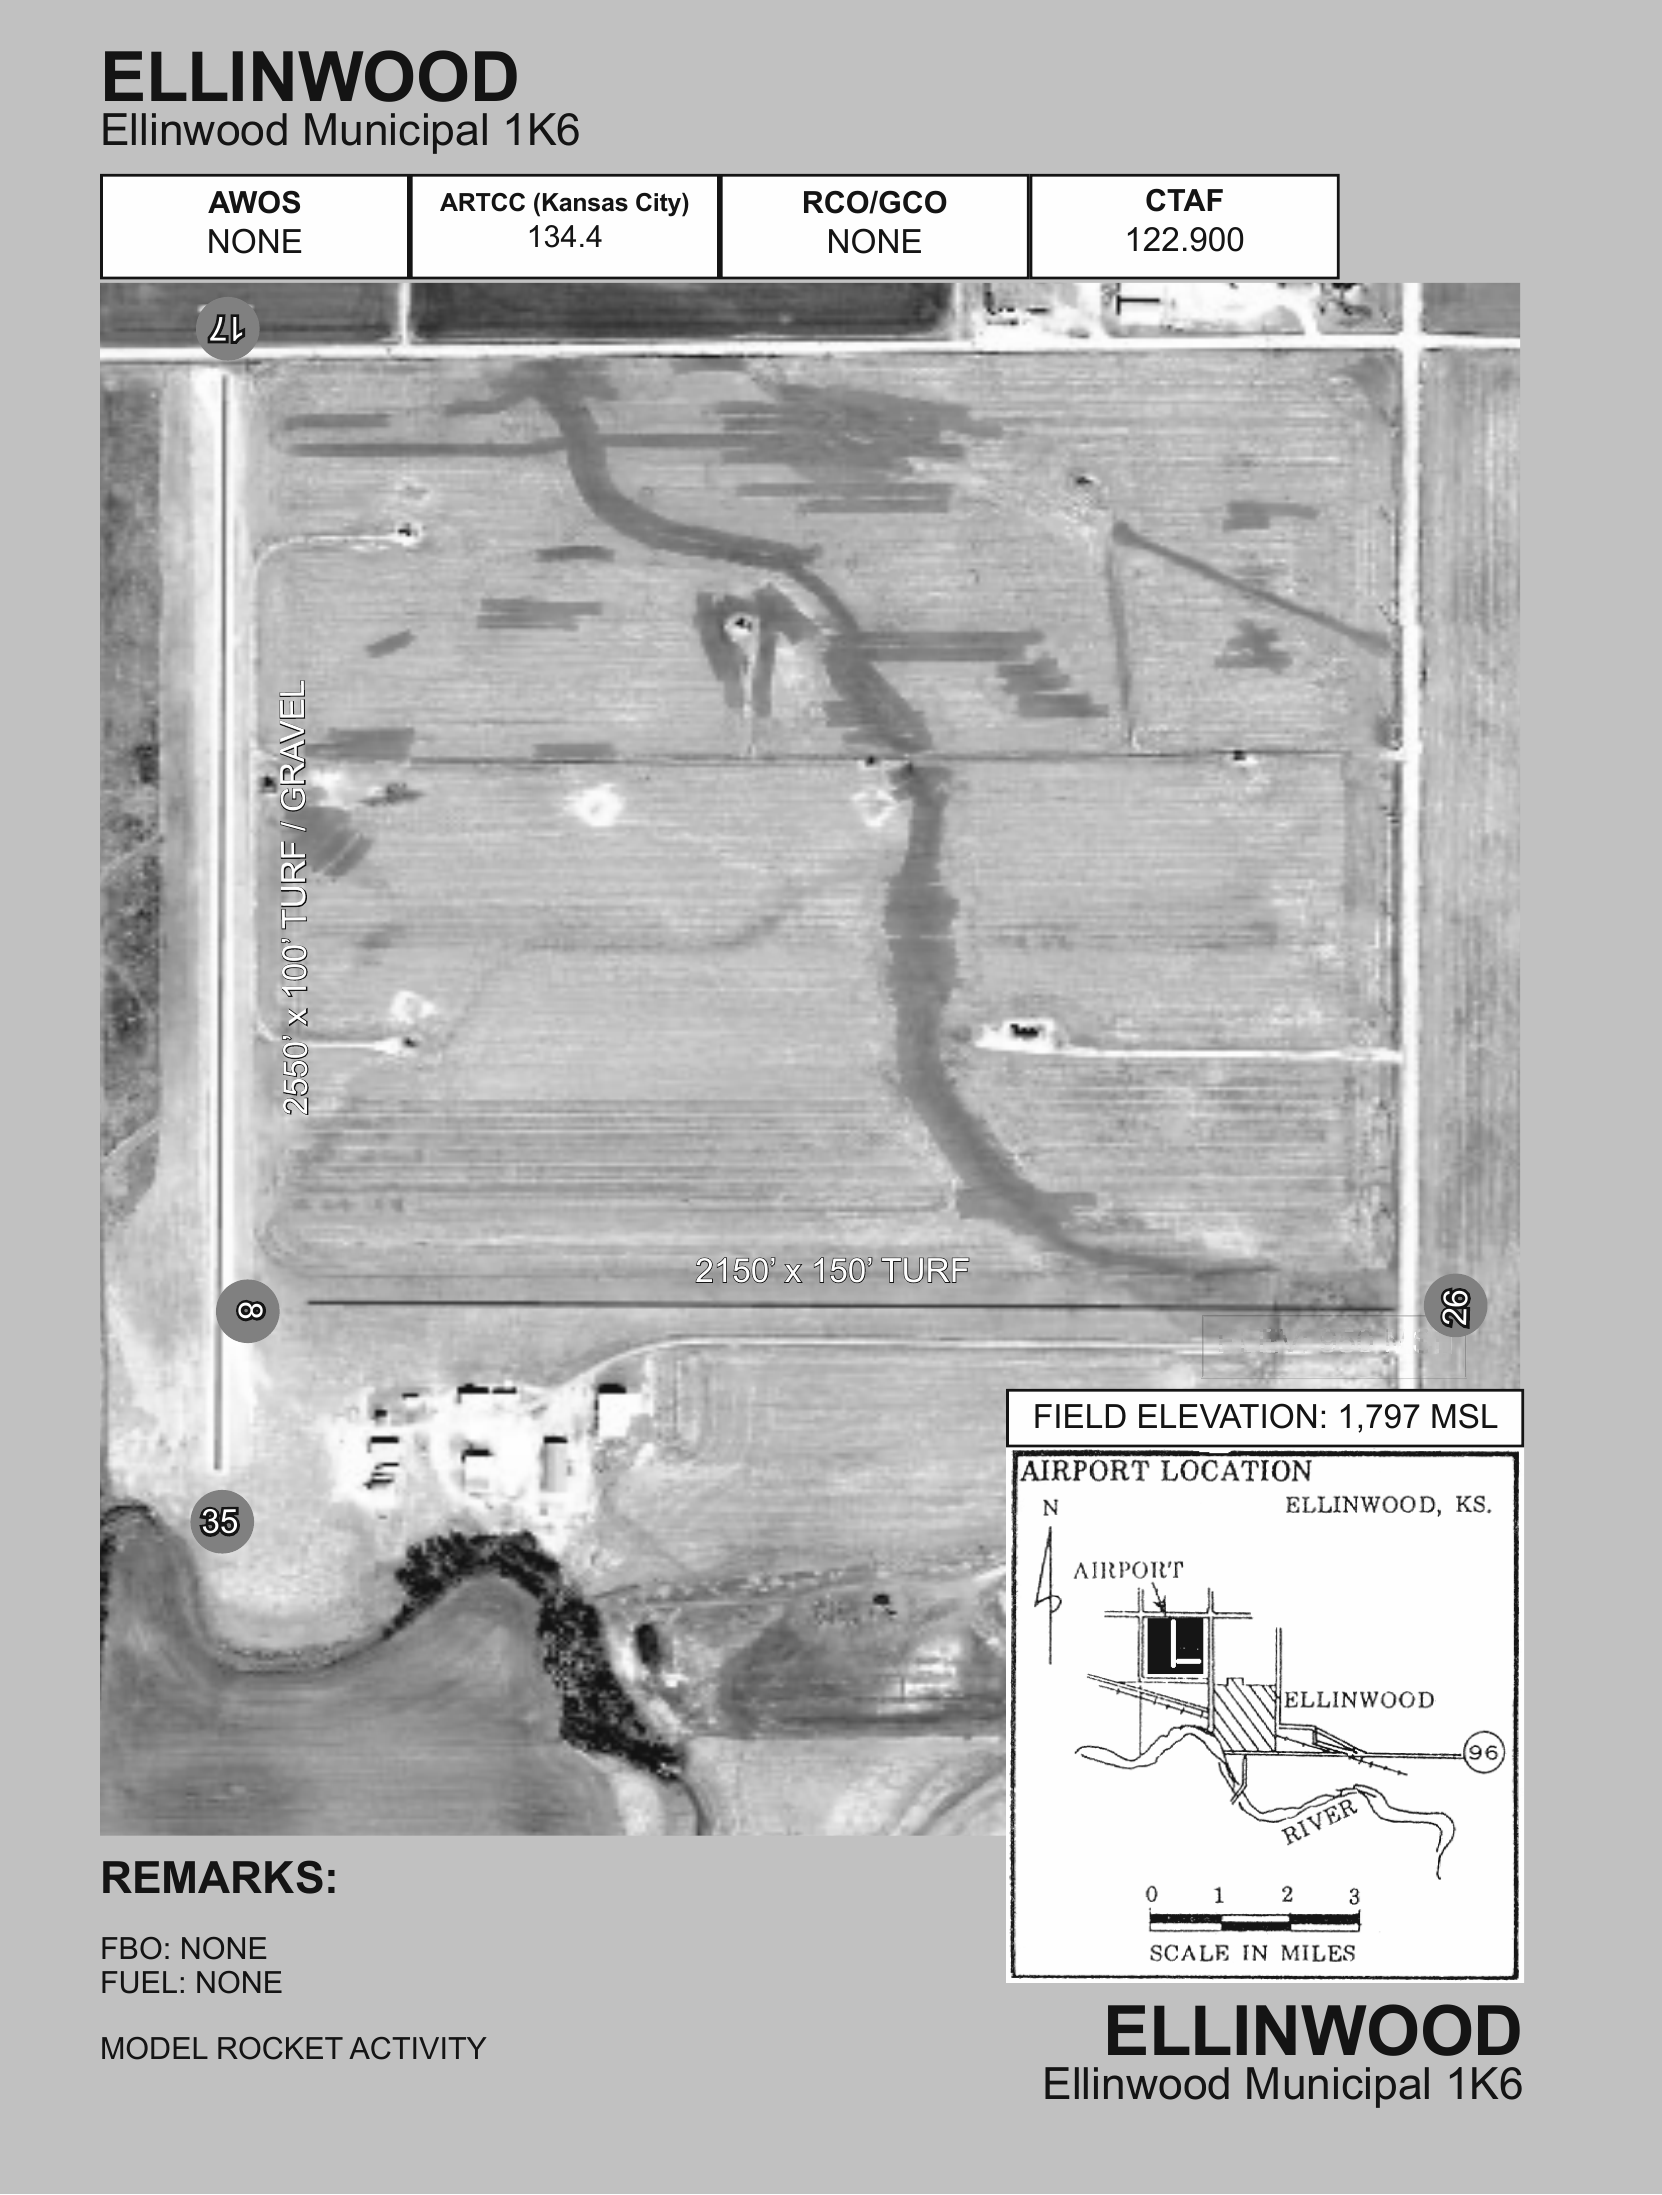 ELLINWOOD
Ellinwood Municipal 1K6
AWOS
NONE
ARTCC (Kansas City)
134.4
RCO/GCO
NONE
CTAF
122.900
17
2550’ x 100’ TURF / GRAVEL
2150’ x 150’ TURF
8
26
35
FIELD ELEVATION: 1,797 MSL
AIRPORT LOCATION
N
ELLINWOOD, KS.
AIRPORT
ELLINWOOD
96
RIVER
0 1 2 3
SCALE IN MILES
REMARKS:
FBO: NONE
FUEL: NONE
MODEL ROCKET ACTIVITY
ELLINWOOD
Ellinwood Municipal 1K6